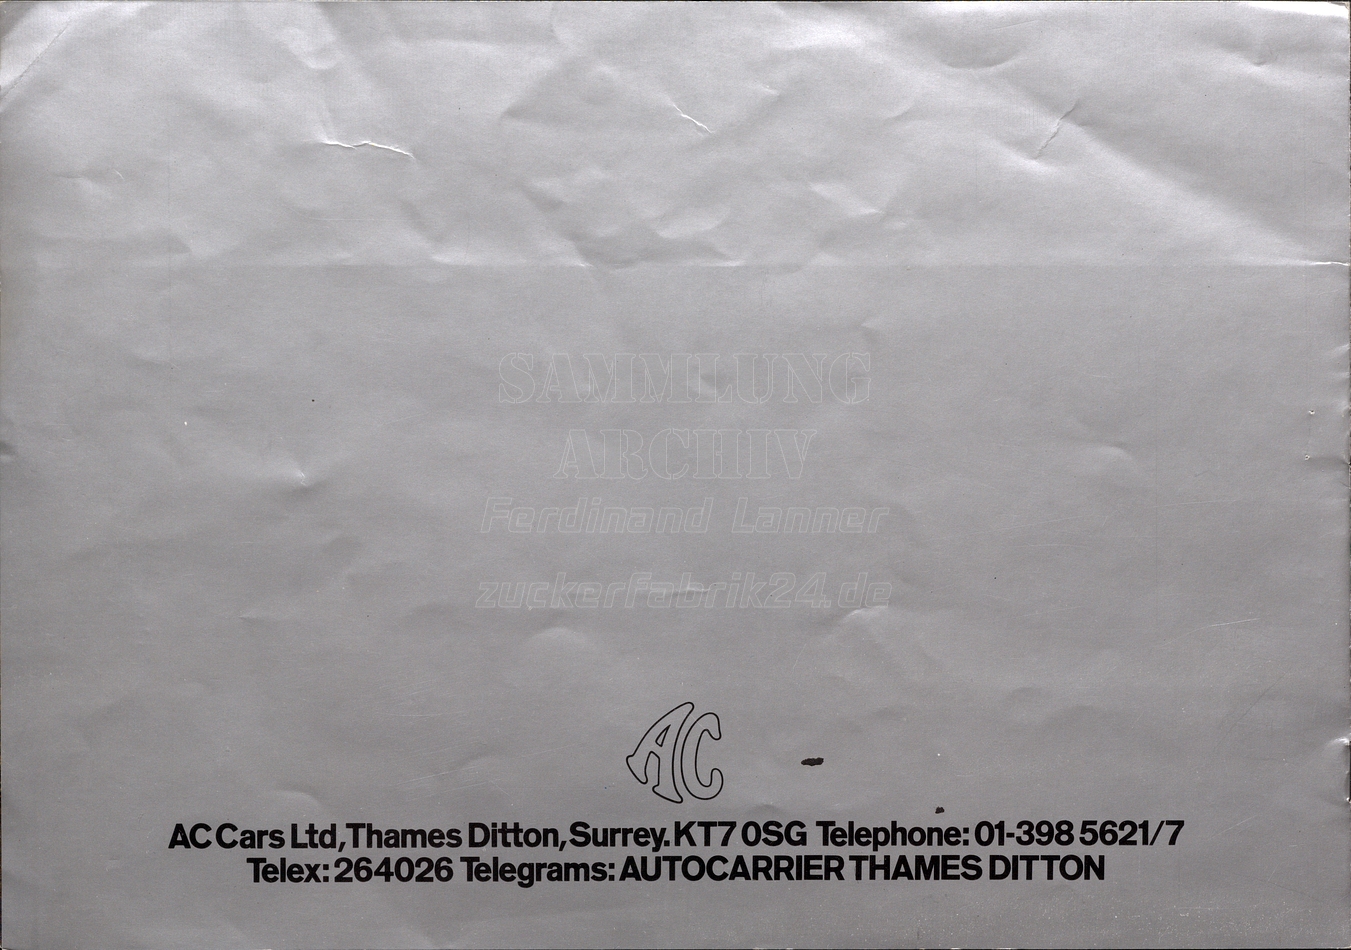 SAMMLUNG
ARCHIV
Ferdinand Lanner
zuckerfabrik24.de
AC
AC Cars Ltd, Thames Ditton, Surrey. KT7 0SG Telephone: 01-398 5621/7
Telex: 264026 Telegrams: AUTOCARRIER THAMES DITTON